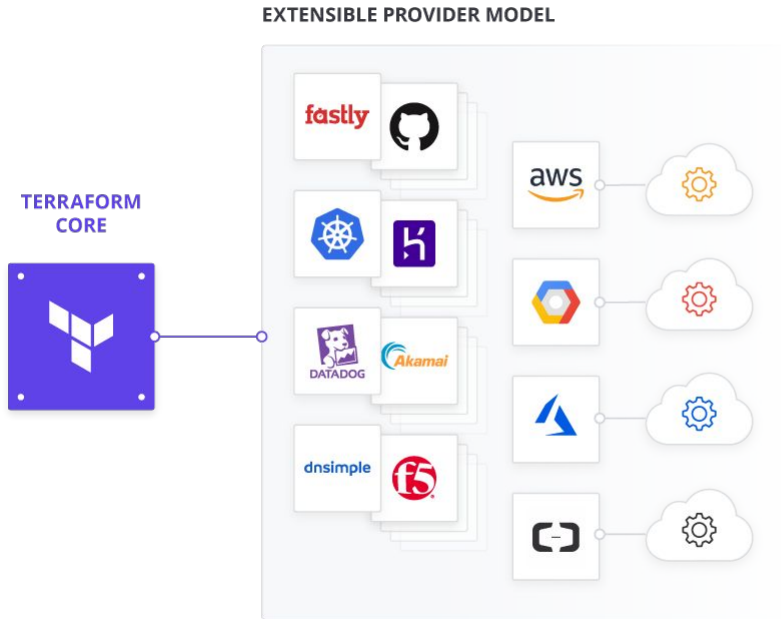 EXTENSIBLE PROVIDER MODEL
fastly
aws
TERRAFORM
CORE
DATADOG
Akamai
dnsimple
f5